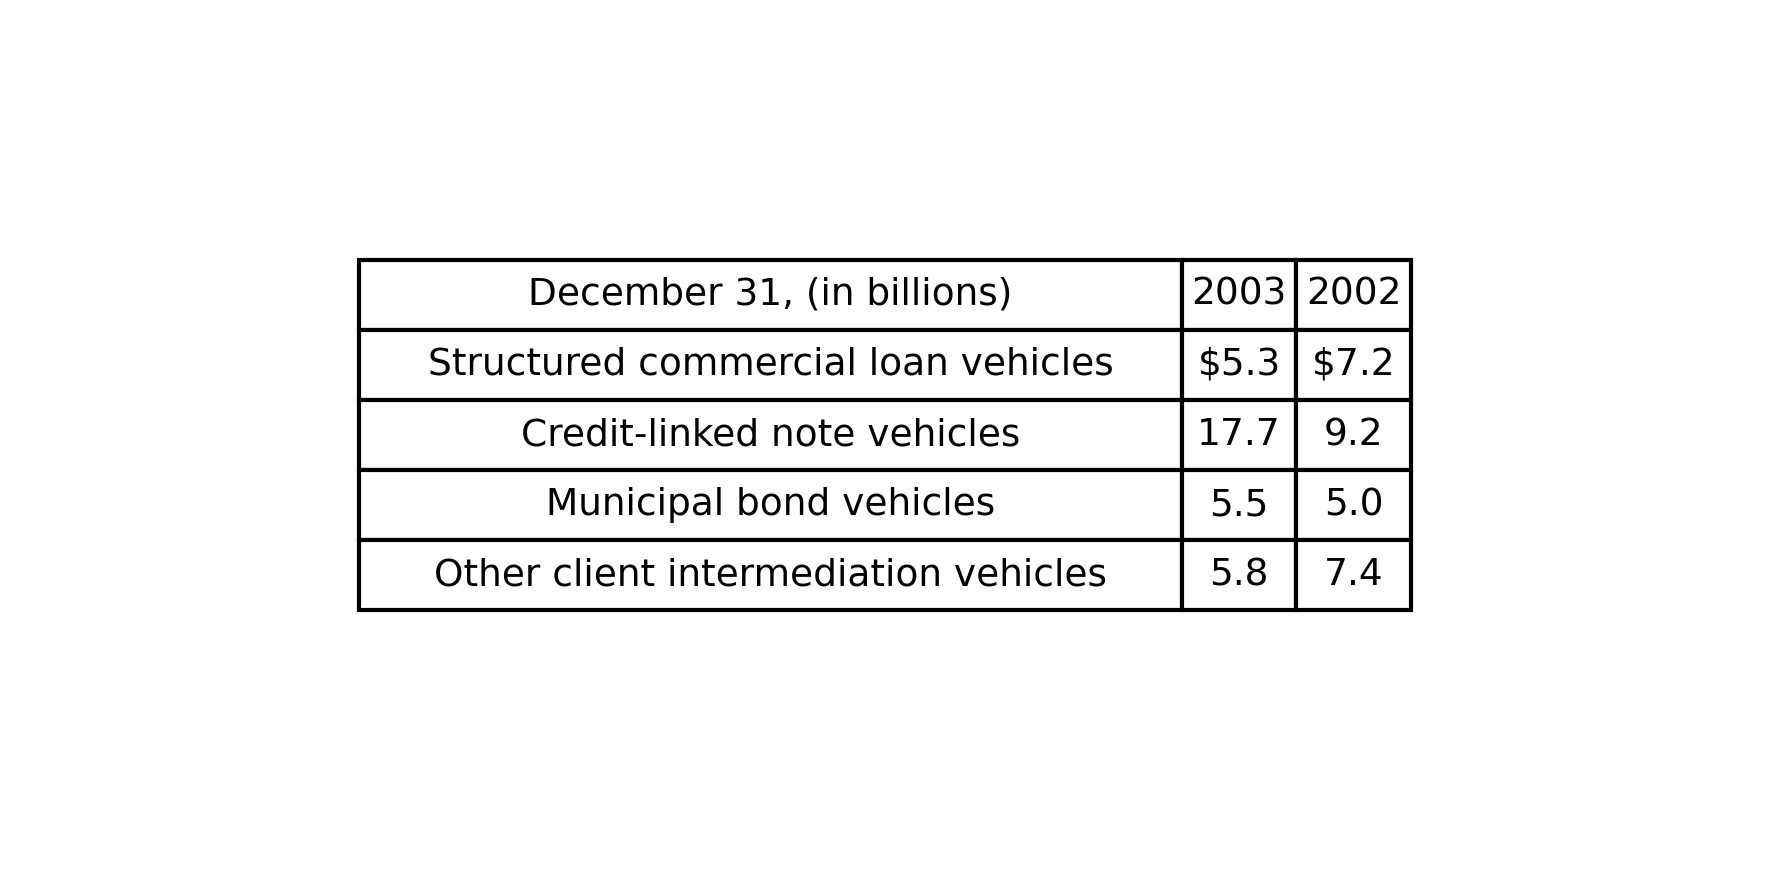 December 31, (in billions) 2003 2002
Structured commercial loan vehicles $5.3 $7.2
Credit-linked note vehicles 17.7 9.2
Municipal bond vehicles 5.5 5.0
Other client intermediation vehicles 5.8 7.4